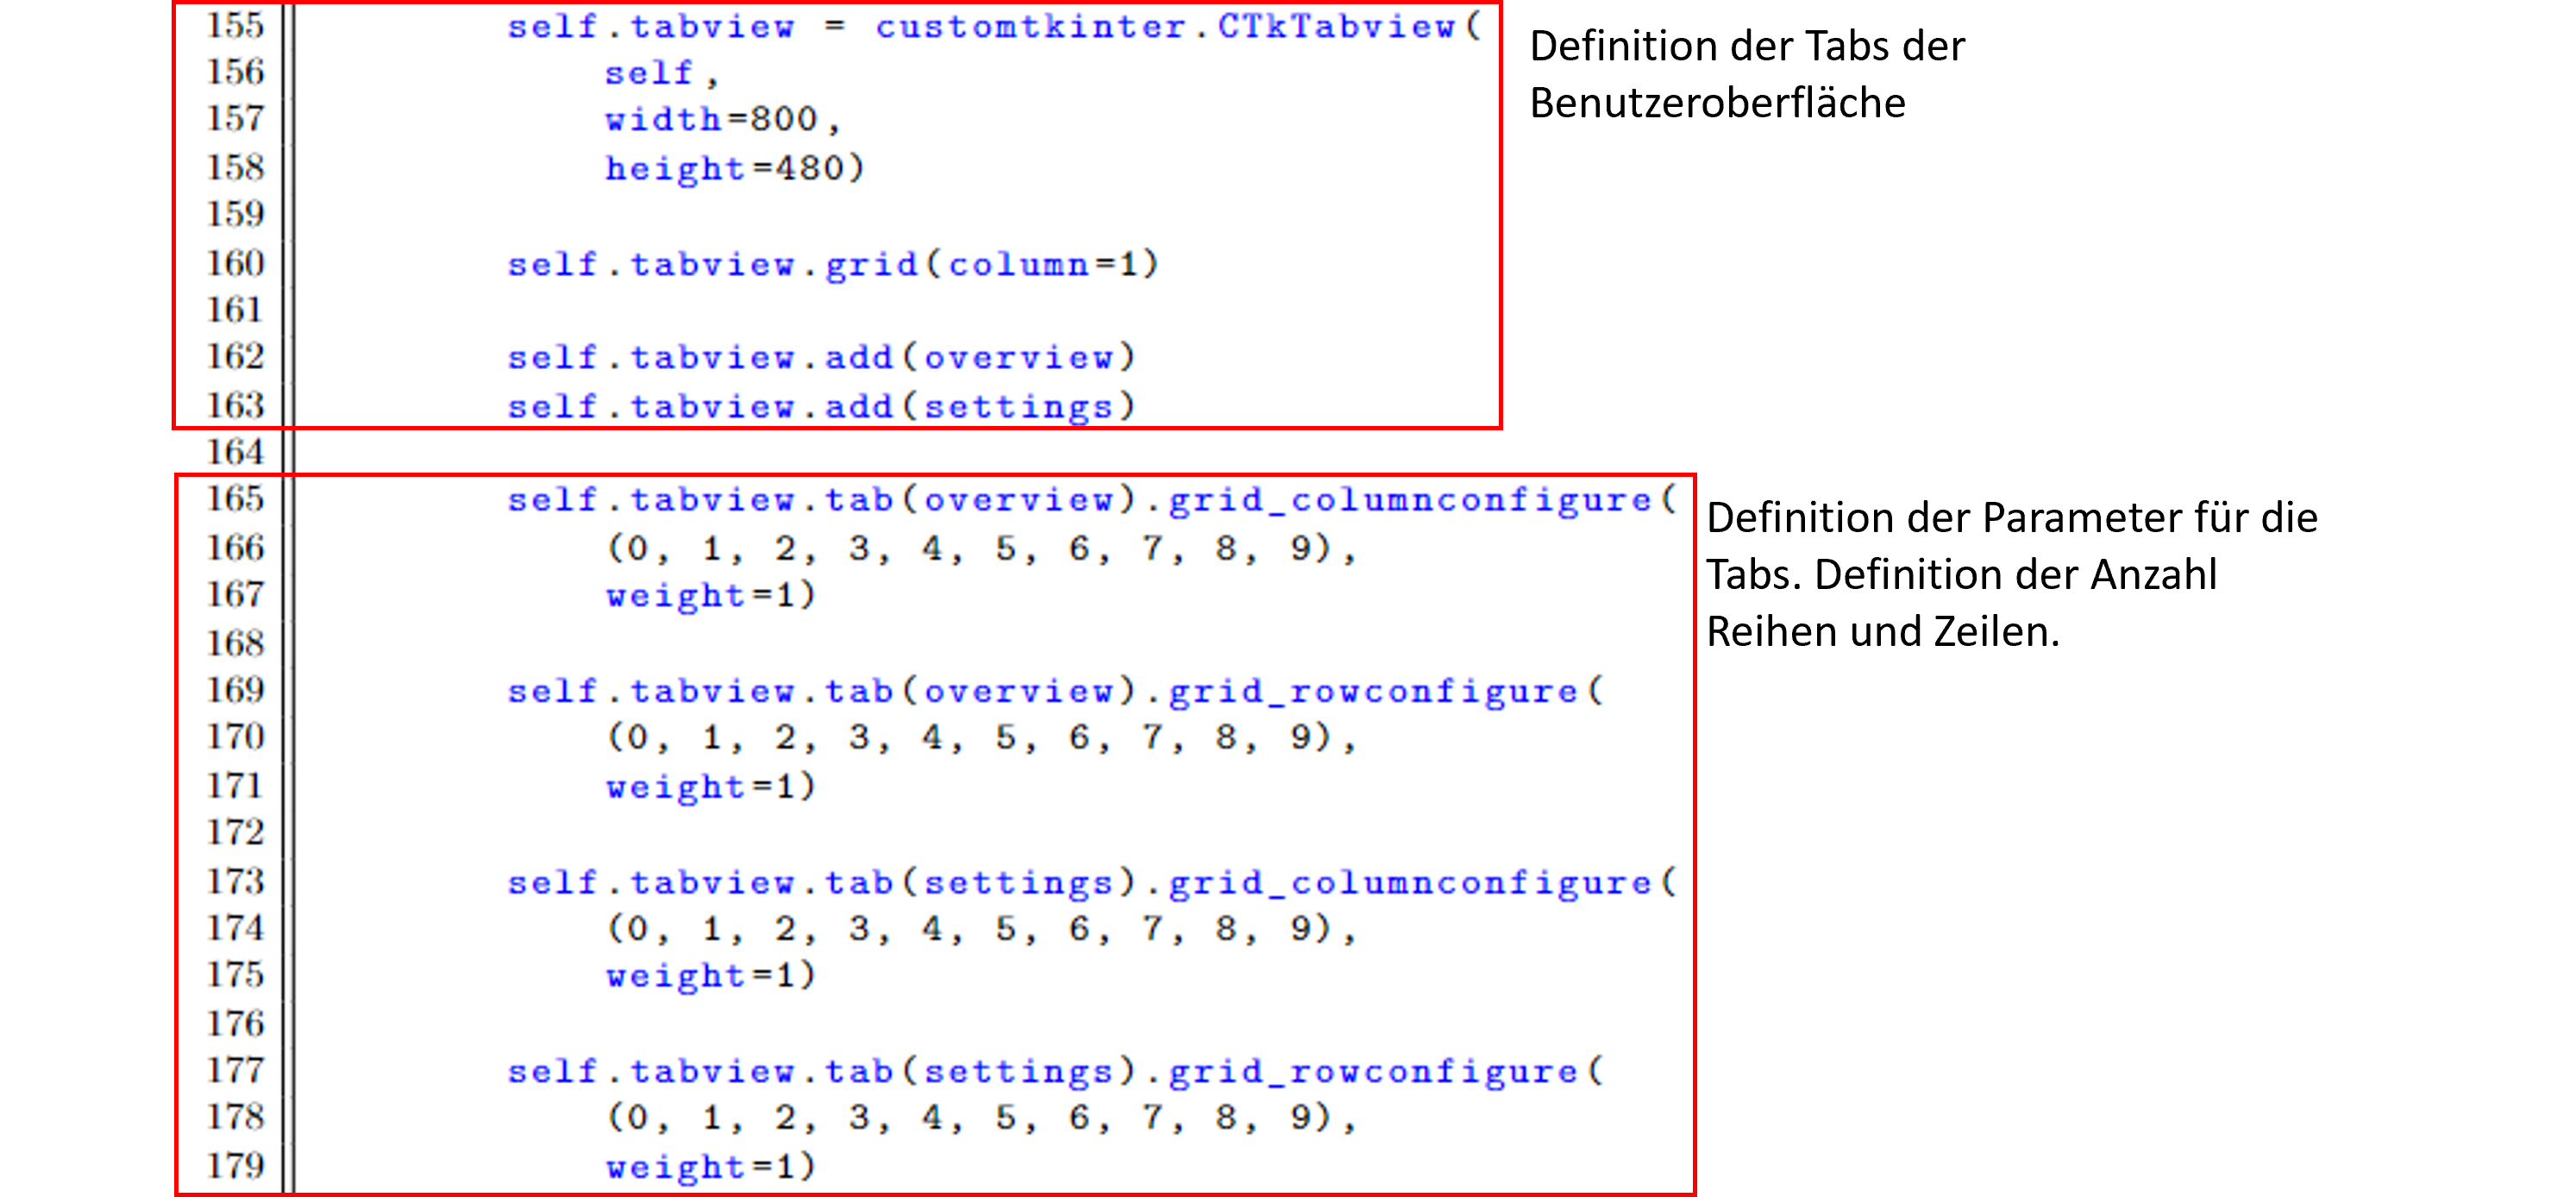 155 self.tabview = customtkinter.CTkTabview(
156 self,
157 width=800,
158 height=480)
159
160 self.tabview.grid(column=1)
161
162 self.tabview.add(overview)
163 self.tabview.add(settings)
Definition der Tabs der
Benutzeroberfläche
164
165 self.tabview.tab(overview).grid_columnconfigure(
166 (0, 1, 2, 3, 4, 5, 6, 7, 8, 9),
167 weight=1)
168
169 self.tabview.tab(overview).grid_rowconfigure(
170 (0, 1, 2, 3, 4, 5, 6, 7, 8, 9),
171 weight=1)
172
173 self.tabview.tab(settings).grid_columnconfigure(
174 (0, 1, 2, 3, 4, 5, 6, 7, 8, 9),
175 weight=1)
176
177 self.tabview.tab(settings).grid_rowconfigure(
178 (0, 1, 2, 3, 4, 5, 6, 7, 8, 9),
179 weight=1)
Definition der Parameter für die
Tabs. Definition der Anzahl
Reihen und Zeilen.